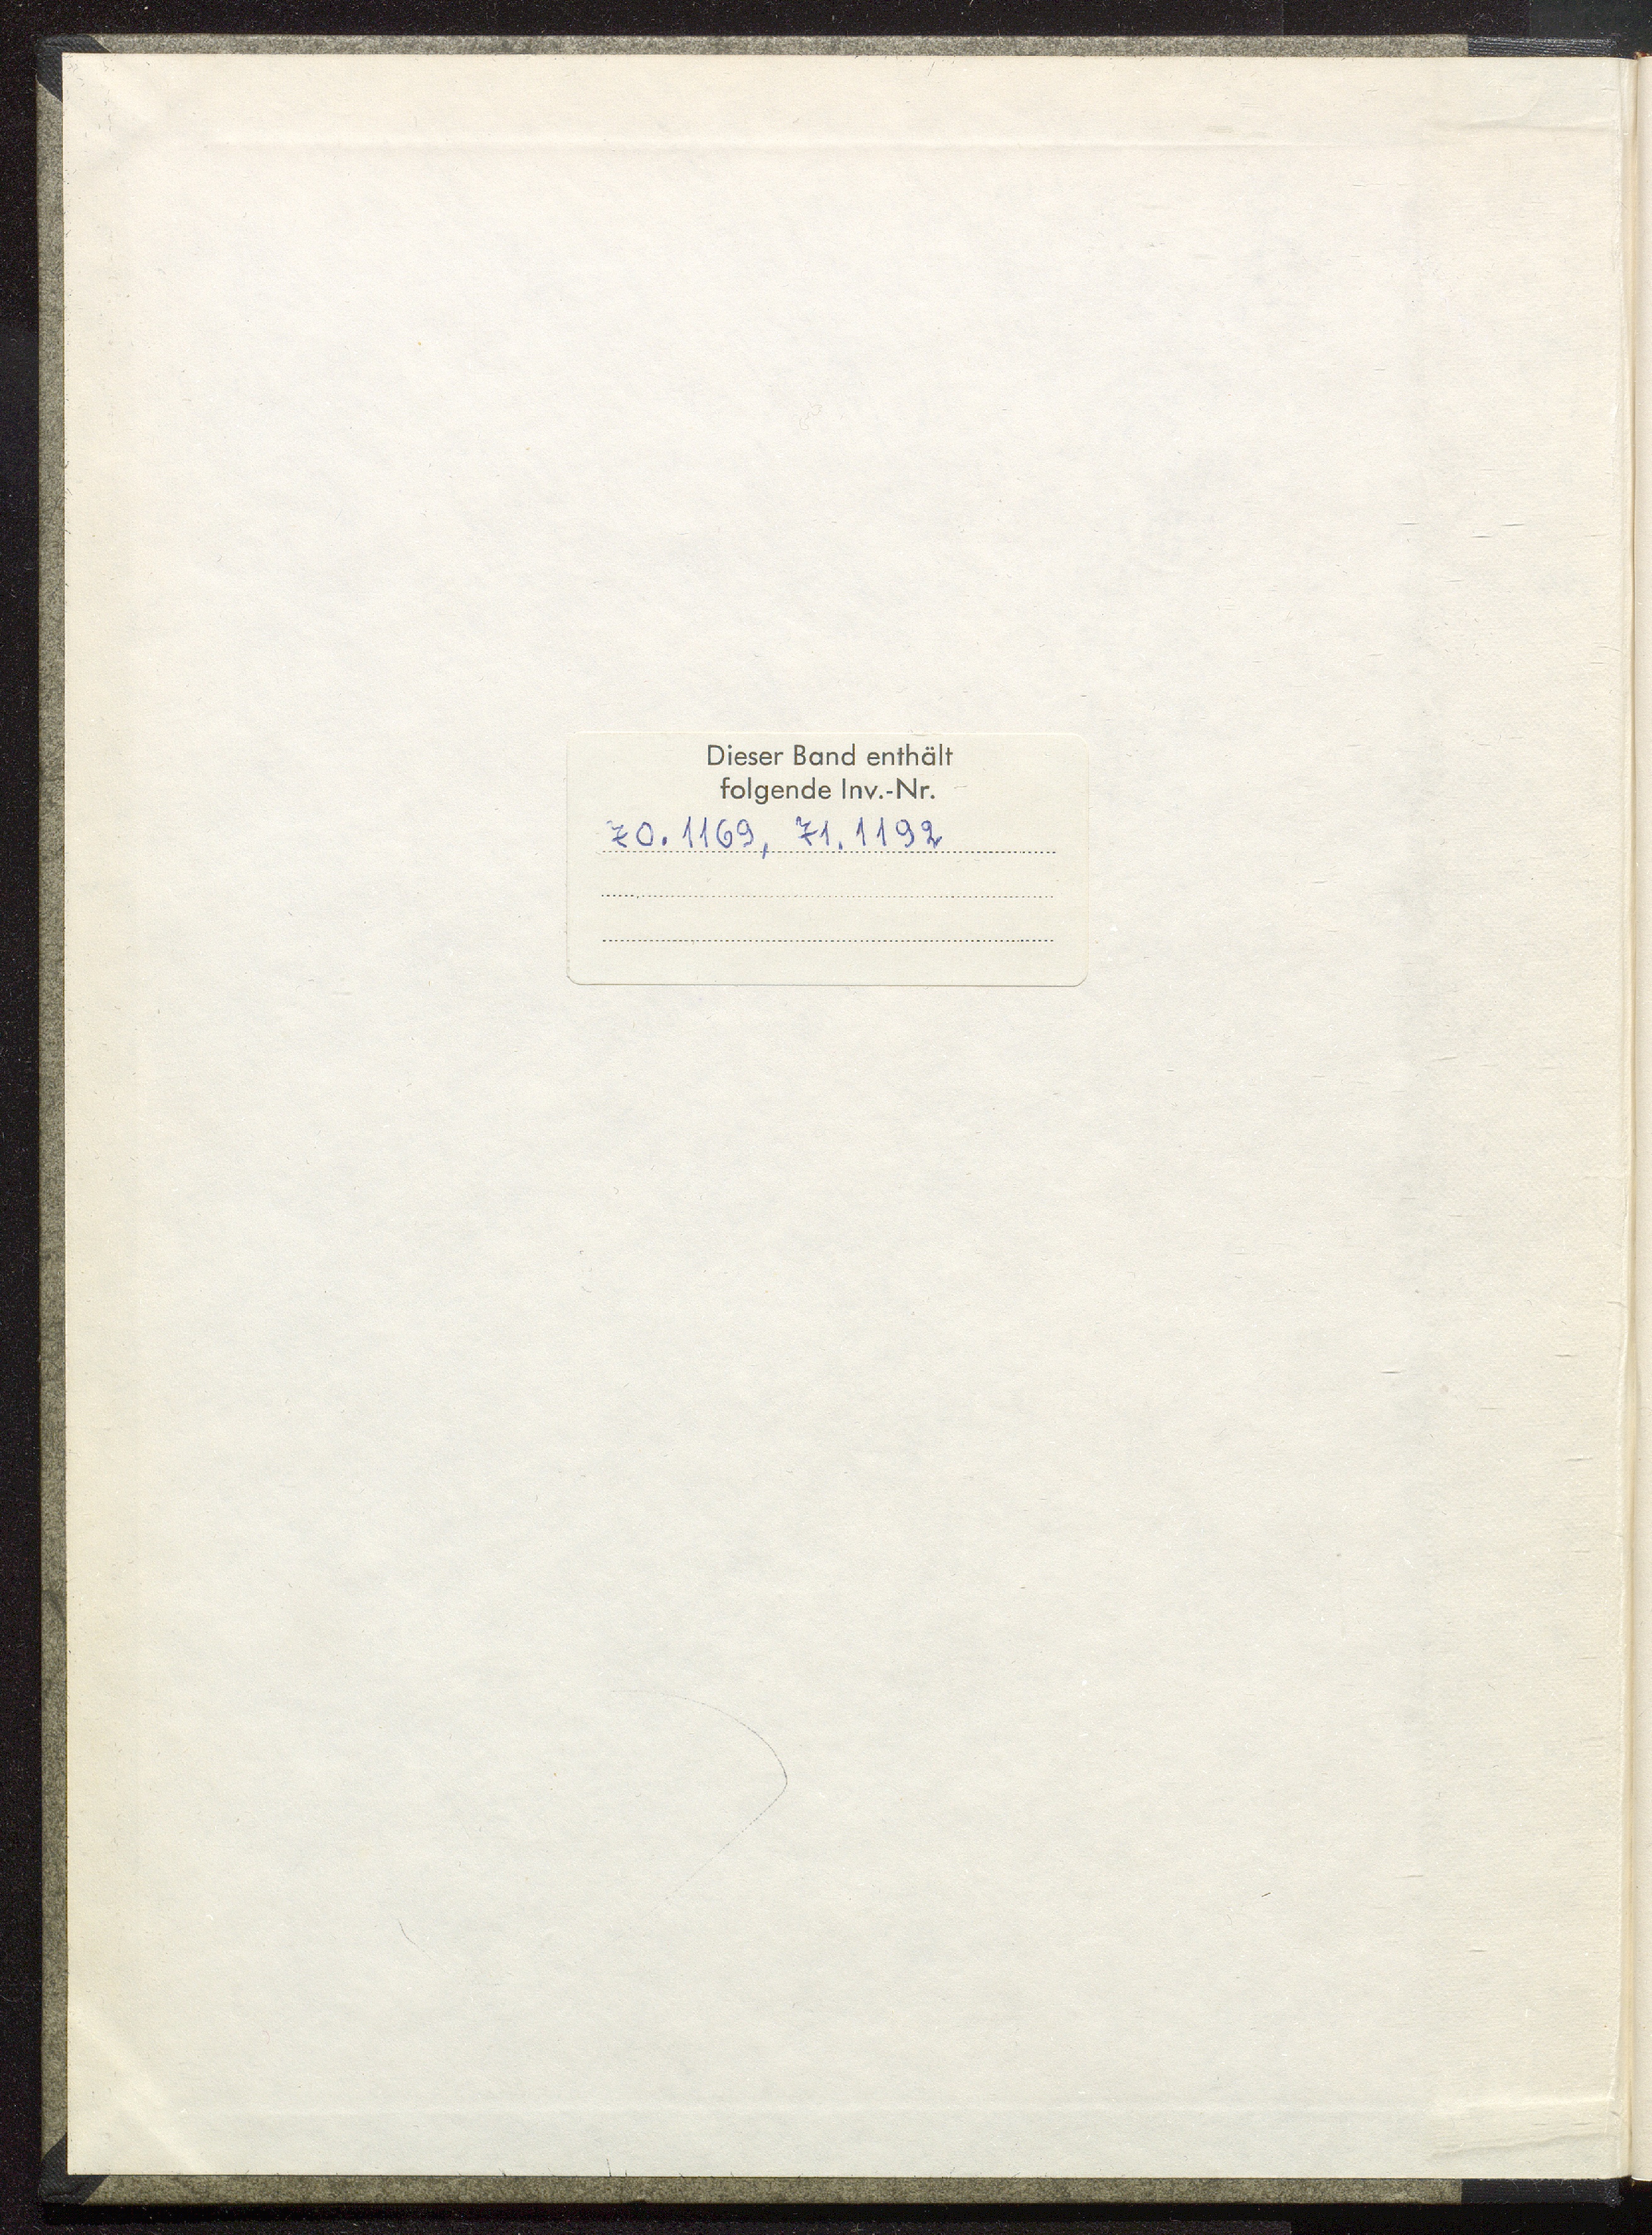 Dieser Band enthält
folgende Inv.-Nr.
70.1169, 71.1192